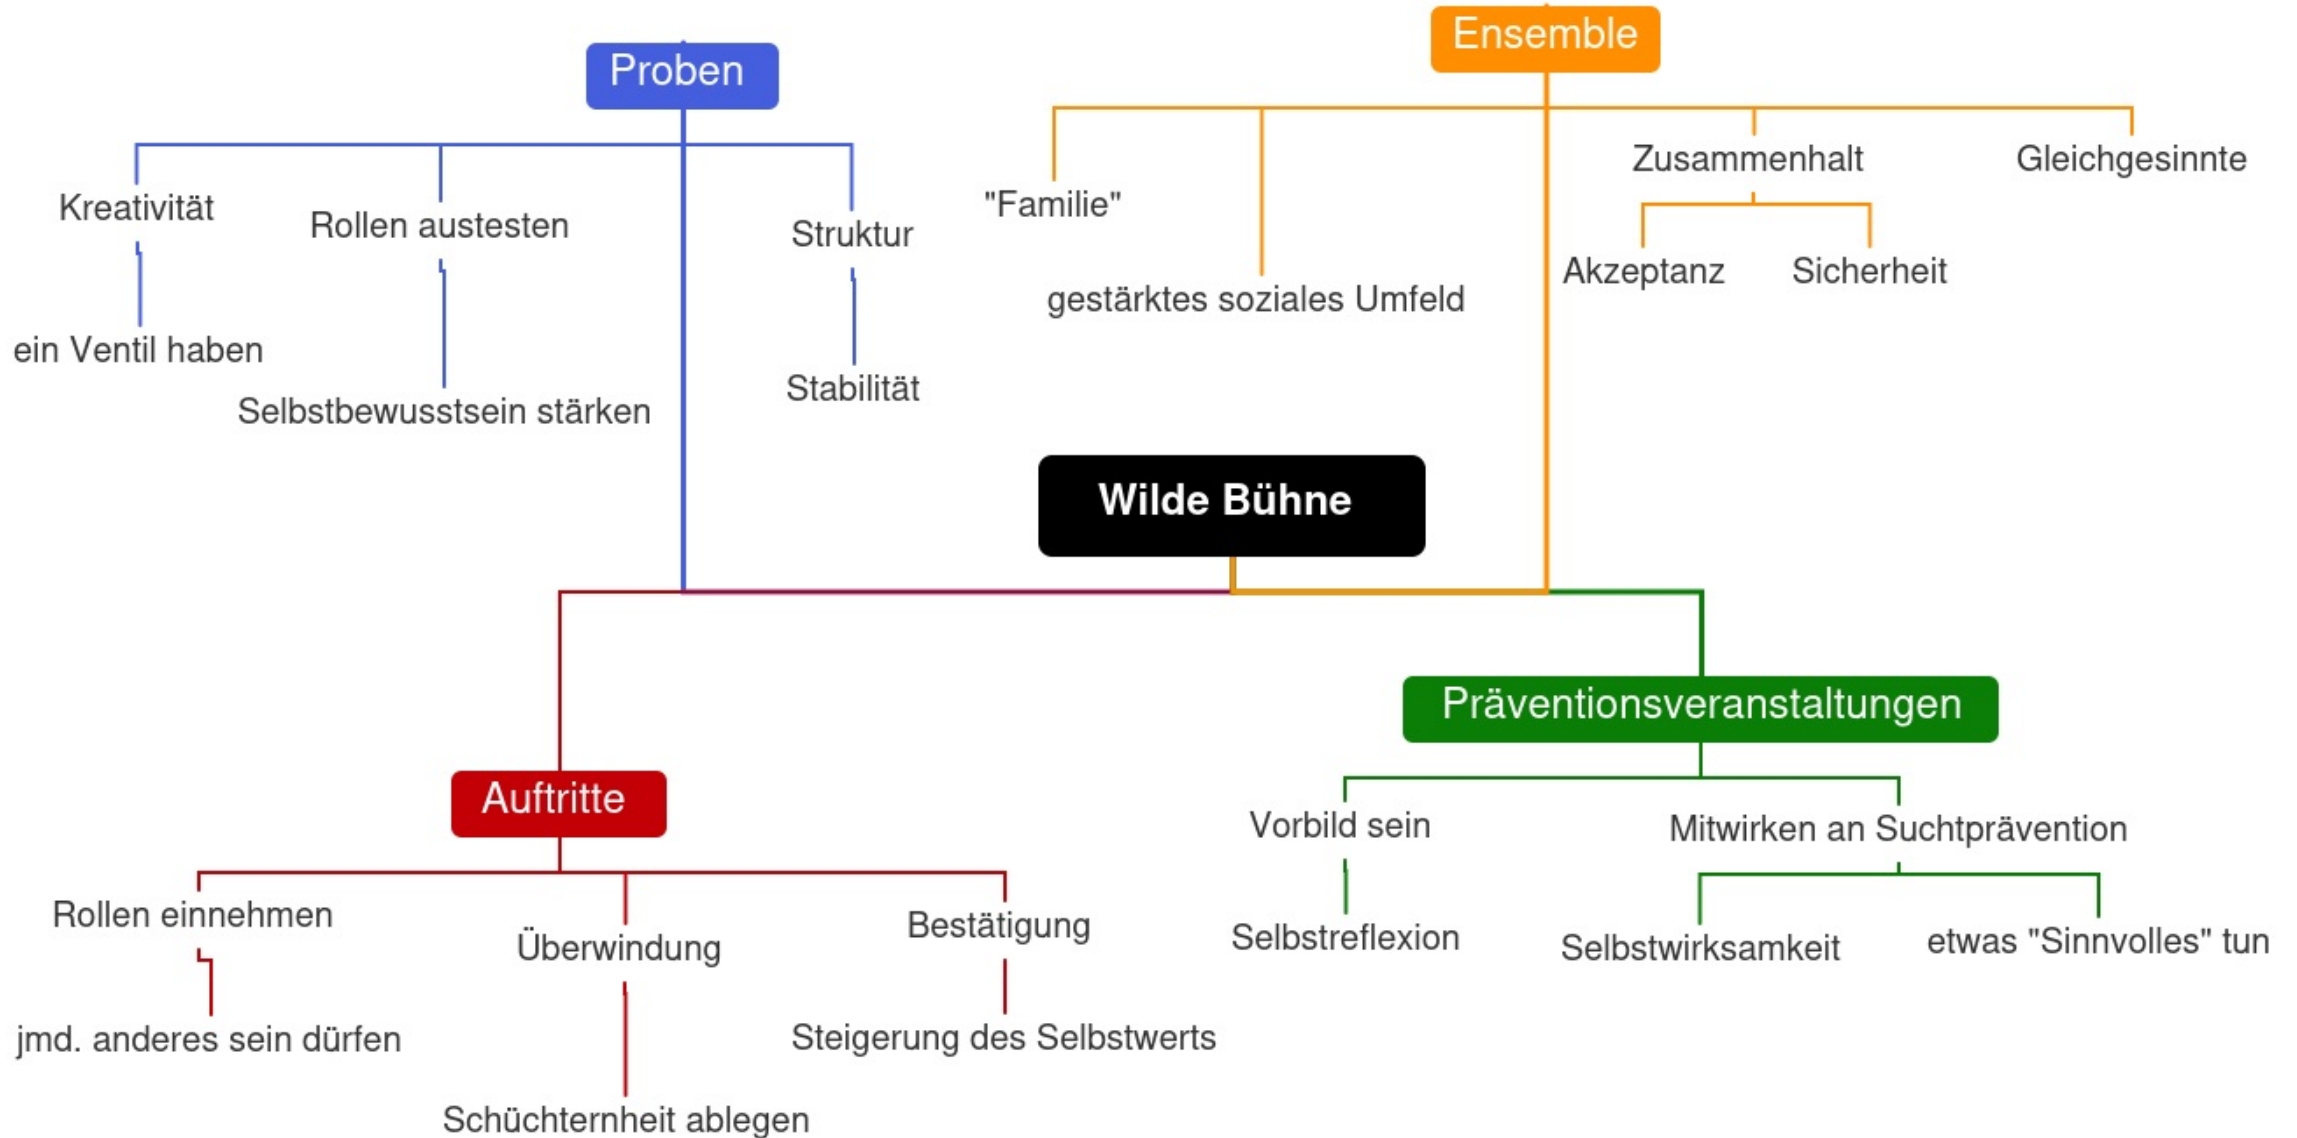 Proben
Kreativität
Rollen austesten
Struktur
ein Ventil haben
Selbstbewusstsein stärken
Stabilität
Ensemble
"Familie"
gestärktes soziales Umfeld
Zusammenhalt
Gleichgesinnte
Akzeptanz
Sicherheit
Wilde Bühne
Auftritte
Rollen einnehmen
Überwindung
Bestätigung
jmd. anderes sein dürfen
Schüchternheit ablegen
Steigerung des Selbstwerts
Präventionsveranstaltungen
Vorbild sein
Mitwirken an Suchtprävention
Selbstreflexion
Selbstwirksamkeit
etwas "Sinnvolles" tun